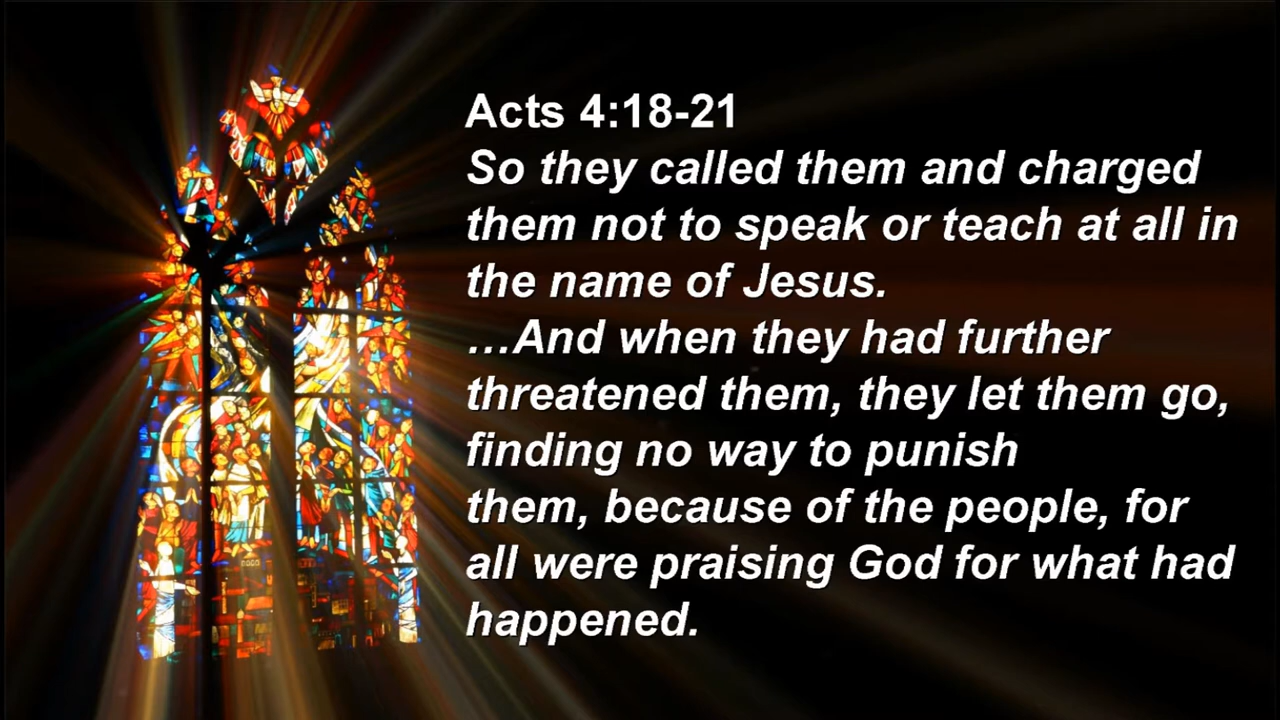 Acts 4:18-21
So they called them and charged
them not to speak or teach at all in
the name of Jesus.
…And when they had further
threatened them, they let them go,
finding no way to punish
them, because of the people, for
all were praising God for what had
happened.